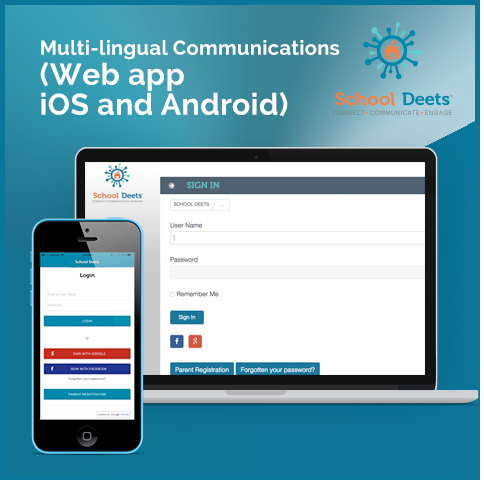 Multi-lingual Communications
(Web app
iOS and Android)
School Deets™
CONNECT•COMMUNICATE•ENGAGE
School Deets
SIGN IN
SCHOOL DEETS ...
User Name
Password
Remember Me
Sign In
f g
Parent Registration Forgotten your password?
School Deets
Login
Password
LOGIN
or
g SIGN WITH GOOGLE
f SIGN WITH FACEBOOK
Forgotten your password?
PARENT REGISTRATION